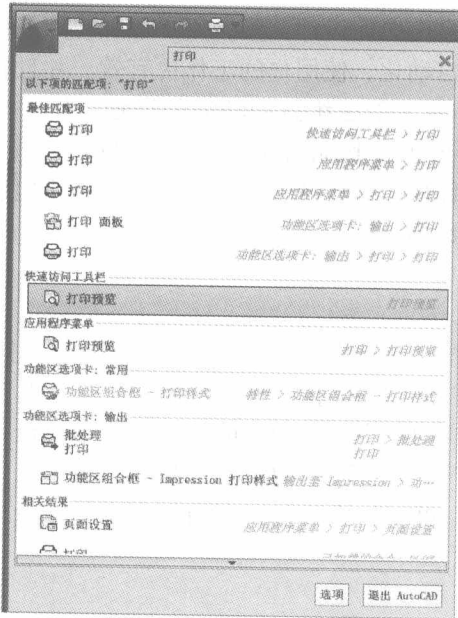 打印
以下项的匹配项: "打印"
最佳匹配项
打印 快速访问工具栏 > 打印
打印 应用程序菜单 > 打印
打印 应用程序菜单 > 打印 > 打印
打印 面板 功能区选项卡: 输出 > 打印
打印 功能区选项卡: 输出 > 打印 > 打印
快速访问工具栏
打印预览 打印预览
应用程序菜单
打印预览 打印 > 打印预览
功能区选项卡: 常用
功能区组合框 - 打印样式 特性 > 功能区组合框 - 打印样式
功能区选项卡: 输出
批处理 打印 > 批处理
打印 打印
功能区组合框 - Impression 打印样式 输出至 Impression > 功…
相关结果
页面设置 应用程序菜单 > 打印 > 页面设置
打印
选项 退出 AutoCAD